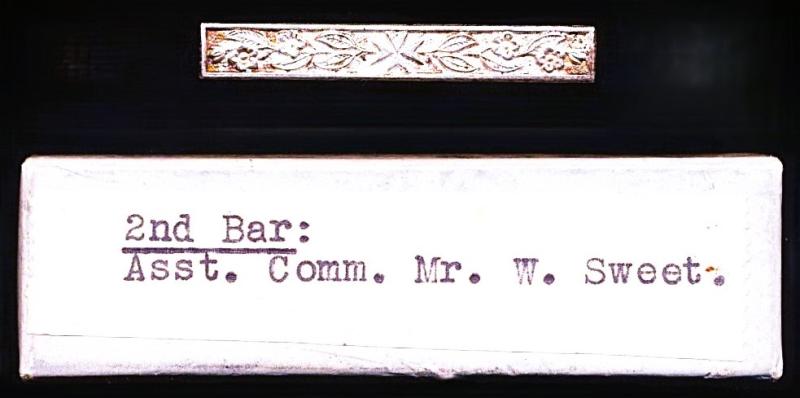 2nd Bar:
Asst. Comm. Mr. W. Sweet.